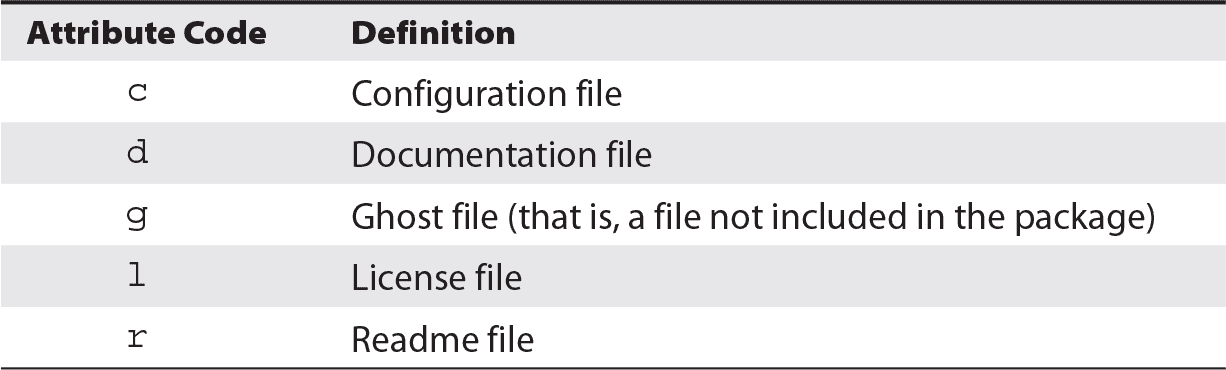 Attribute Code Definition
c Configuration file
d Documentation file
g Ghost file (that is, a file not included in the package)
l License file
r Readme file